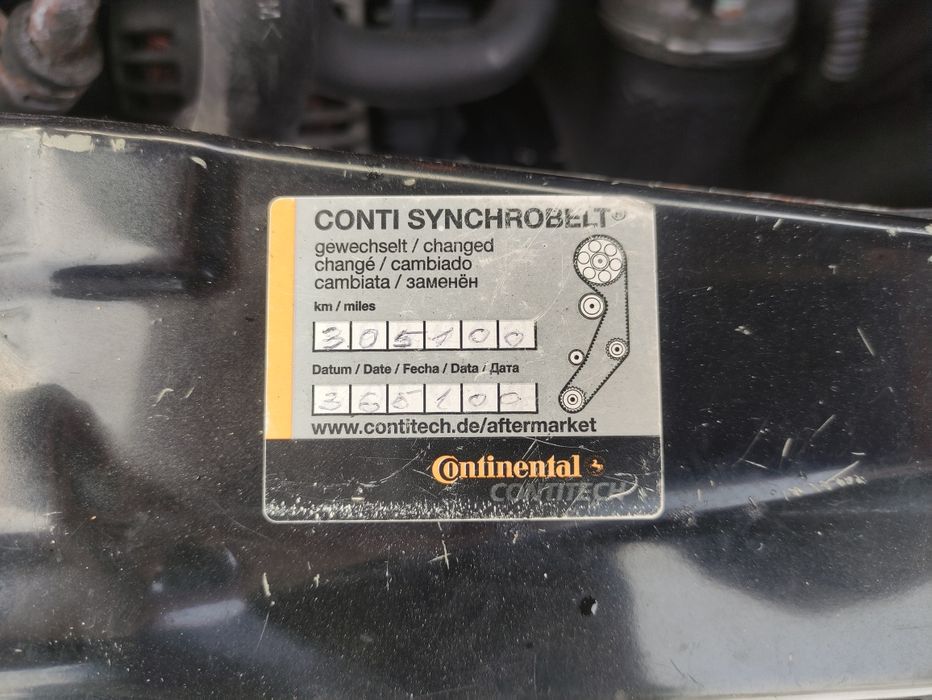 CONTI SYNCHROBELT®
gewechselt / changed
changé / cambiado
cambiata / заменён
km / miles
305100
Datum / Date / Fecha / Data / Дата
365100
www.contitech.de/aftermarket
Continental
CONTITECH